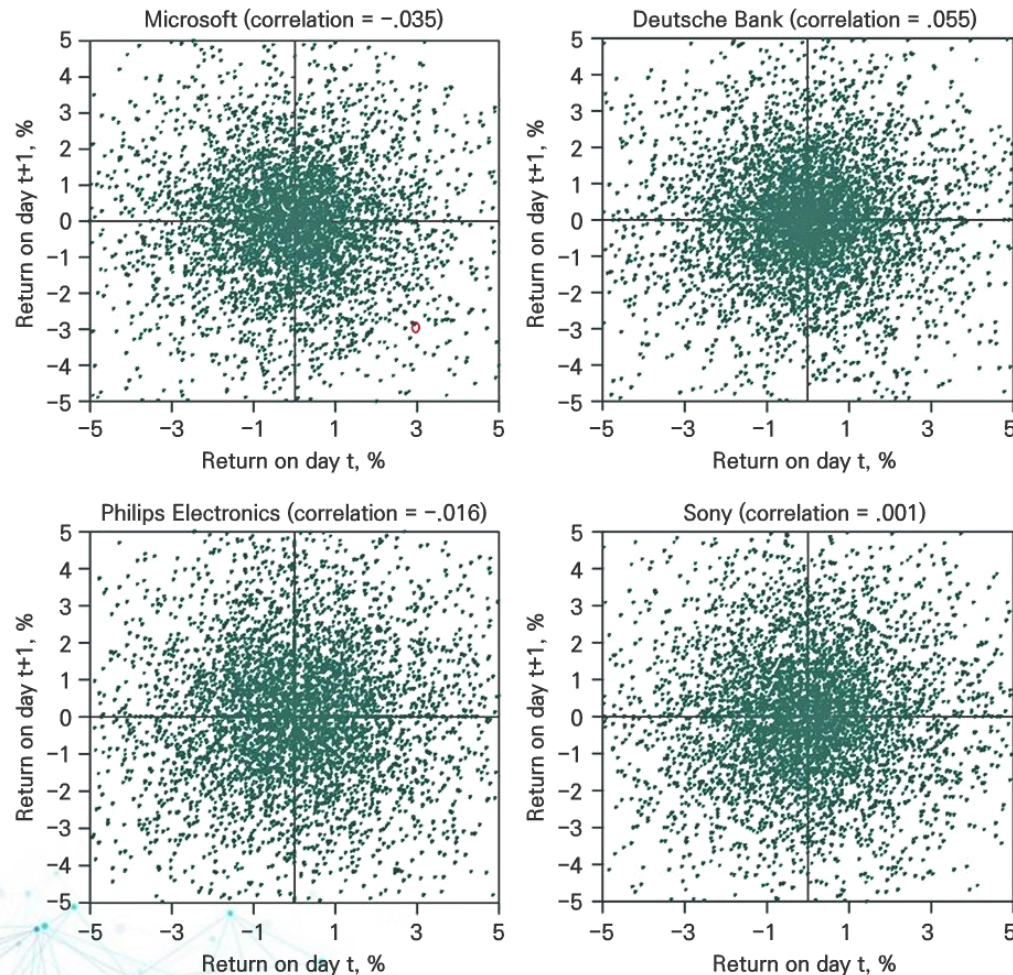 Microsoft (correlation = −.035)
5
4
3
2
1
0
−1
−2
−3
−4
−5
Return on day t+1, %
−5 −3 −1 1 3 5
Return on day t, %
Deutsche Bank (correlation = .055)
5
4
3
2
1
0
−1
−2
−3
−4
−5
Return on day t+1, %
−5 −3 −1 1 3 5
Return on day t, %
Philips Electronics (correlation = −.016)
5
4
3
2
1
0
−1
−2
−3
−4
−5
Return on day t+1, %
−5 −3 −1 1 3 5
Return on day t, %
Sony (correlation = .001)
5
4
3
2
1
0
−1
−2
−3
−4
−5
Return on day t+1, %
−5 −3 −1 1 3 5
Return on day t, %